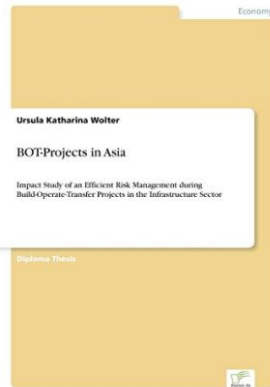 Economy
Ursula Katharina Wolter
BOT-Projects in Asia
Impact Study of an Efficient Risk Management during
Build-Operate-Transfer Projects in the Infrastructure Sector
Diploma Thesis